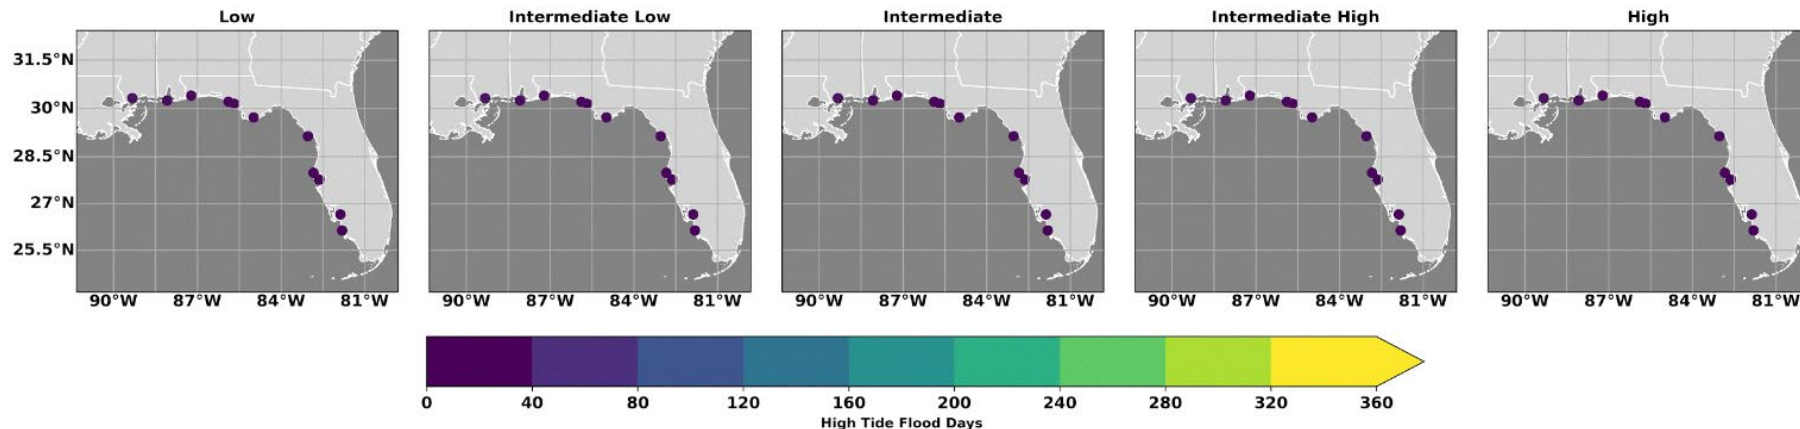 Low Intermediate Low Intermediate Intermediate High High
31.5°N
30°N
28.5°N
27°N
25.5°N
90°W 87°W 84°W 81°W 90°W 87°W 84°W 81°W 90°W 87°W 84°W 81°W 90°W 87°W 84°W 81°W 90°W 87°W 84°W 81°W
0 40 80 120 160 200 240 280 320 360
High Tide Flood Days